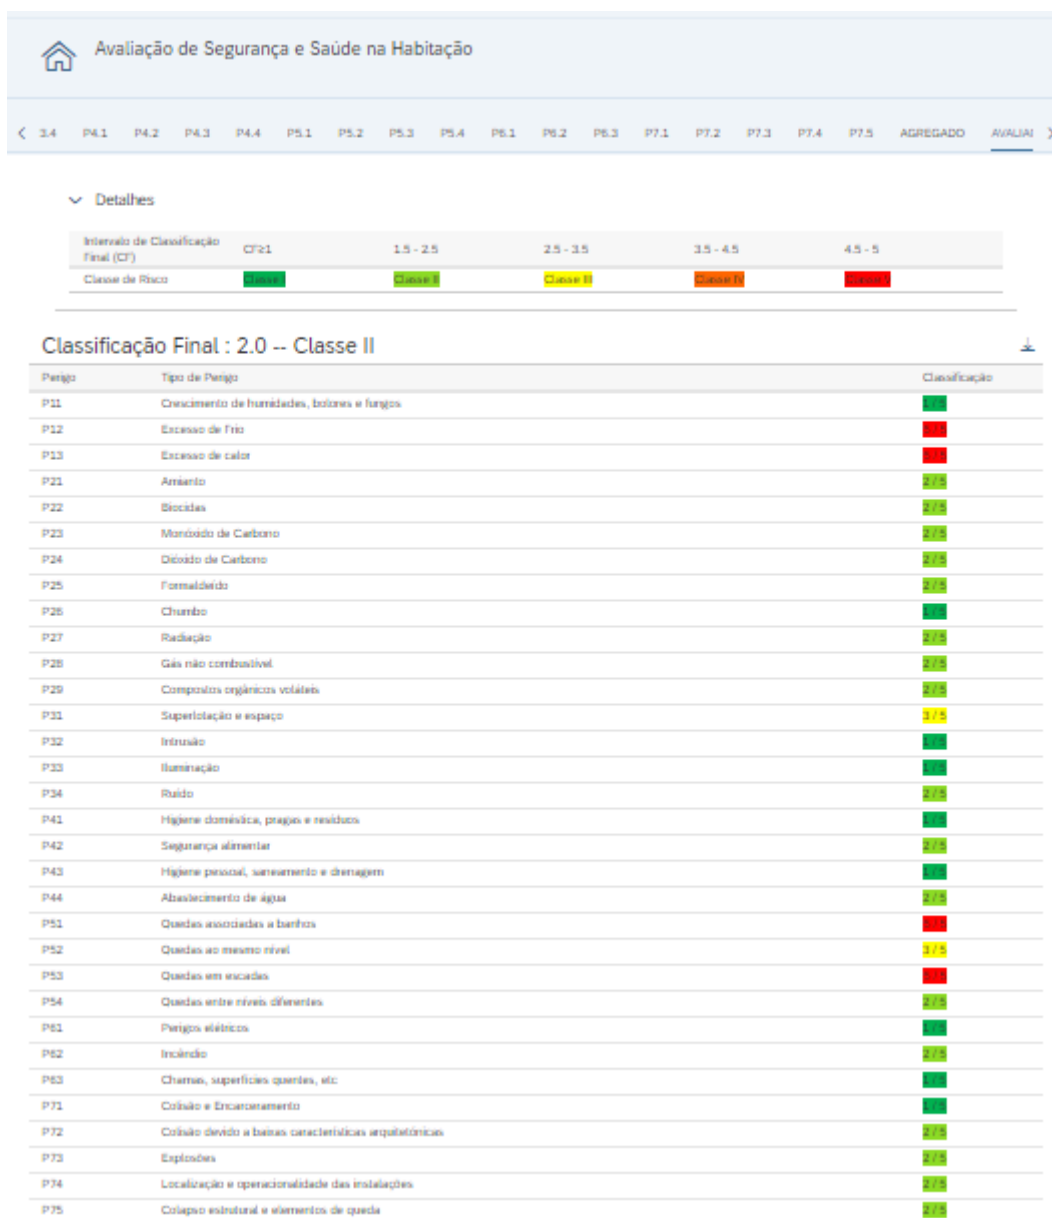 Avaliação de Segurança e Saúde na Habitação
3.4 P4.1 P4.2 P4.3 P4.4 P5.1 P5.2 P5.3 P5.4 P6.1 P6.2 P6.3 P7.1 P7.2 P7.3 P7.4 P7.5 AGREGADO AVALIA
Detalhes
Intervalo de Classificação Final (CF) CF≥1 1.5 - 2.5 2.5 - 3.5 3.5 - 4.5 4.5 - 5
Classe de Risco Classe I Classe II Classe III Classe IV Classe V
Classificação Final : 2.0 -- Classe II
Perigo Tipo de Perigo Classificação
P11 Crescimento de humidades, bolores e fungos 1 / 5
P12 Excesso de Frio 5 / 5
P13 Excesso de calor 5 / 5
P21 Amianto 2 / 5
P22 Biocidas 2 / 5
P23 Monóxido de Carbono 2 / 5
P24 Dióxido de Carbono 2 / 5
P25 Formaldeído 2 / 5
P26 Chumbo 1 / 5
P27 Radiação 2 / 5
P28 Gás não combustível 2 / 5
P29 Compostos orgânicos voláteis 2 / 5
P31 Superlotação e espaço 3 / 5
P32 Intrusão 1 / 5
P33 Iluminação 1 / 5
P34 Ruído 2 / 5
P41 Higiene doméstica, pragas e resíduos 1 / 5
P42 Segurança alimentar 2 / 5
P43 Higiene pessoal, saneamento e drenagem 1 / 5
P44 Abastecimento de água 2 / 5
P51 Quedas associadas a banhos 5 / 5
P52 Quedas ao mesmo nível 3 / 5
P53 Quedas em escadas 5 / 5
P54 Quedas entre níveis diferentes 2 / 5
P61 Perigos elétricos 1 / 5
P62 Incêndio 2 / 5
P63 Chamas, superfícies quentes, etc 1 / 5
P71 Colisão e Encarceramento 1 / 5
P72 Colisão devido a baixas características arquitetónicas 2 / 5
P73 Explosões 2 / 5
P74 Localização e operacionalidade das instalações 2 / 5
P75 Colapso estrutural e elementos de queda 2 / 5